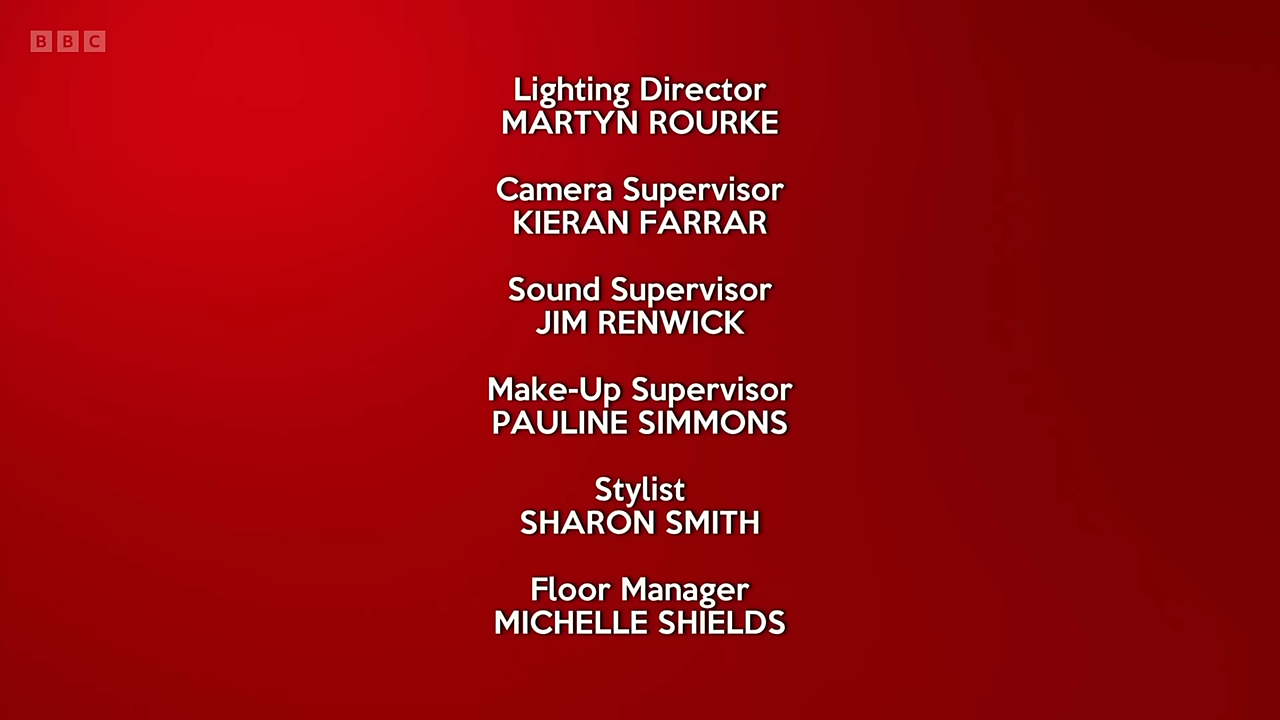 BBC
Lighting Director
MARTYN ROURKE
Camera Supervisor
KIERAN FARRAR
Sound Supervisor
JIM RENWICK
Make-Up Supervisor
PAULINE SIMMONS
Stylist
SHARON SMITH
Floor Manager
MICHELLE SHIELDS